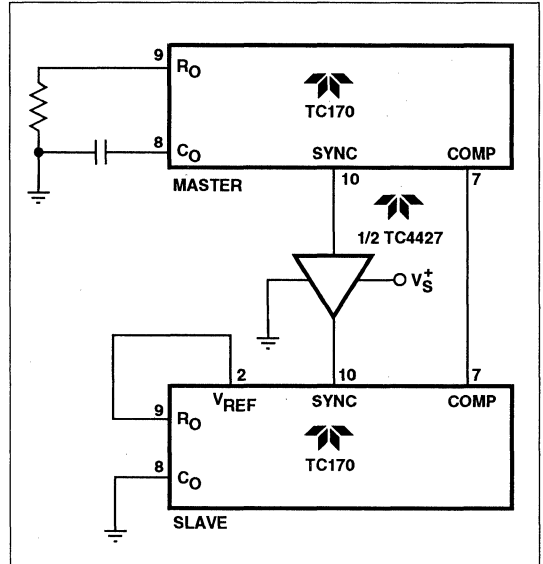 9
RO
TC170
8
CO
SYNC
COMP
MASTER
10
7
1/2 TC4427
VS+
2
10
7
VREF
SYNC
COMP
9
RO
TC170
8
CO
SLAVE